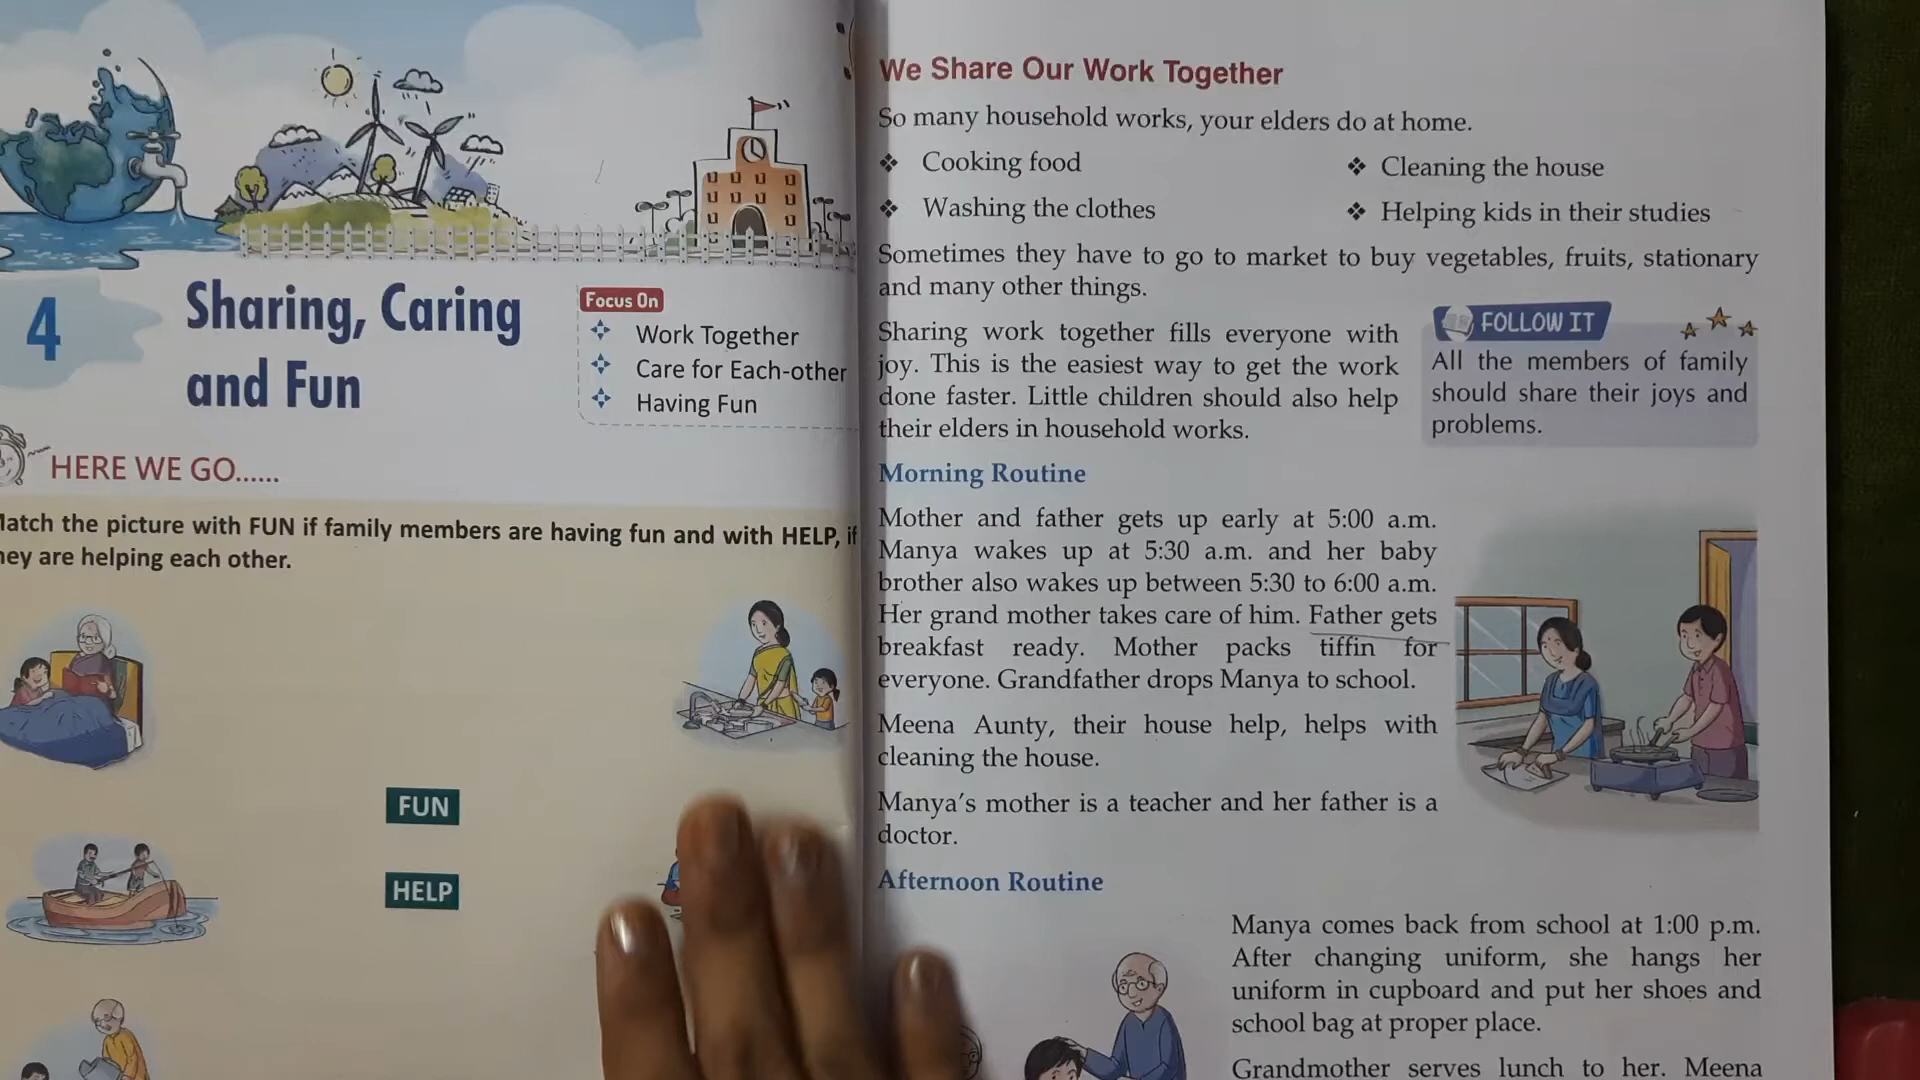 4
Sharing, Caring
and Fun
Focus On
Work Together
Care for Each-other
Having Fun
HERE WE GO......
the picture with FUN if family members are having fun and with HELP, if
are helping each other.
FUN
HELP
We Share Our Work Together
So many household works, your elders do at home.
❖ Cooking food
❖ Cleaning the house
❖ Washing the clothes
❖ Helping kids in their studies
Sometimes they have to go to market to buy vegetables, fruits, stationary
and many other things.
Sharing work together fills everyone with
joy. This is the easiest way to get the work
done faster. Little children should also help
their elders in household works.
FOLLOW IT
All the members of family
should share their joys and
problems.
Morning Routine
Mother and father gets up early at 5:00 a.m.
Manya wakes up at 5:30 a.m. and her baby
brother also wakes up between 5:30 to 6:00 a.m.
Her grand mother takes care of him. Father gets
breakfast ready. Mother packs tiffin for
everyone. Grandfather drops Manya to school.
Meena Aunty, their house help, helps with
cleaning the house.
Manya's mother is a teacher and her father is a
doctor.
Afternoon Routine
Manya comes back from school at 1:00 p.m.
After changing uniform, she hangs her
uniform in cupboard and put her shoes and
school bag at proper place.
Grandmother serves lunch to her. Meena